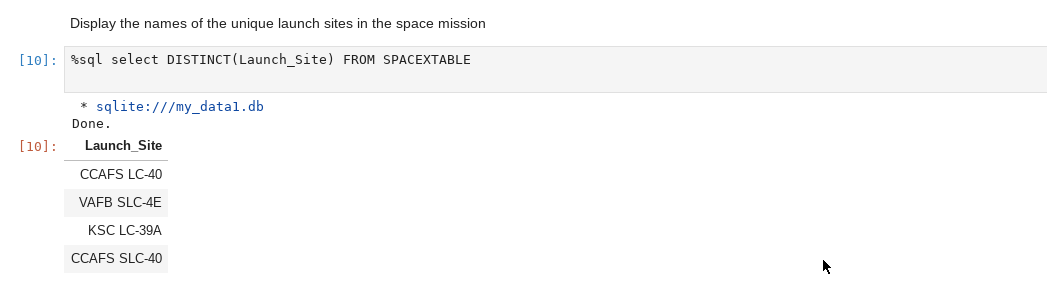 Display the names of the unique launch sites in the space mission
[10]: %sql select DISTINCT(Launch_Site) FROM SPACEXTABLE
* sqlite:///my_data1.db
Done.
[10]: Launch_Site
CCAFS LC-40
VAFB SLC-4E
KSC LC-39A
CCAFS SLC-40